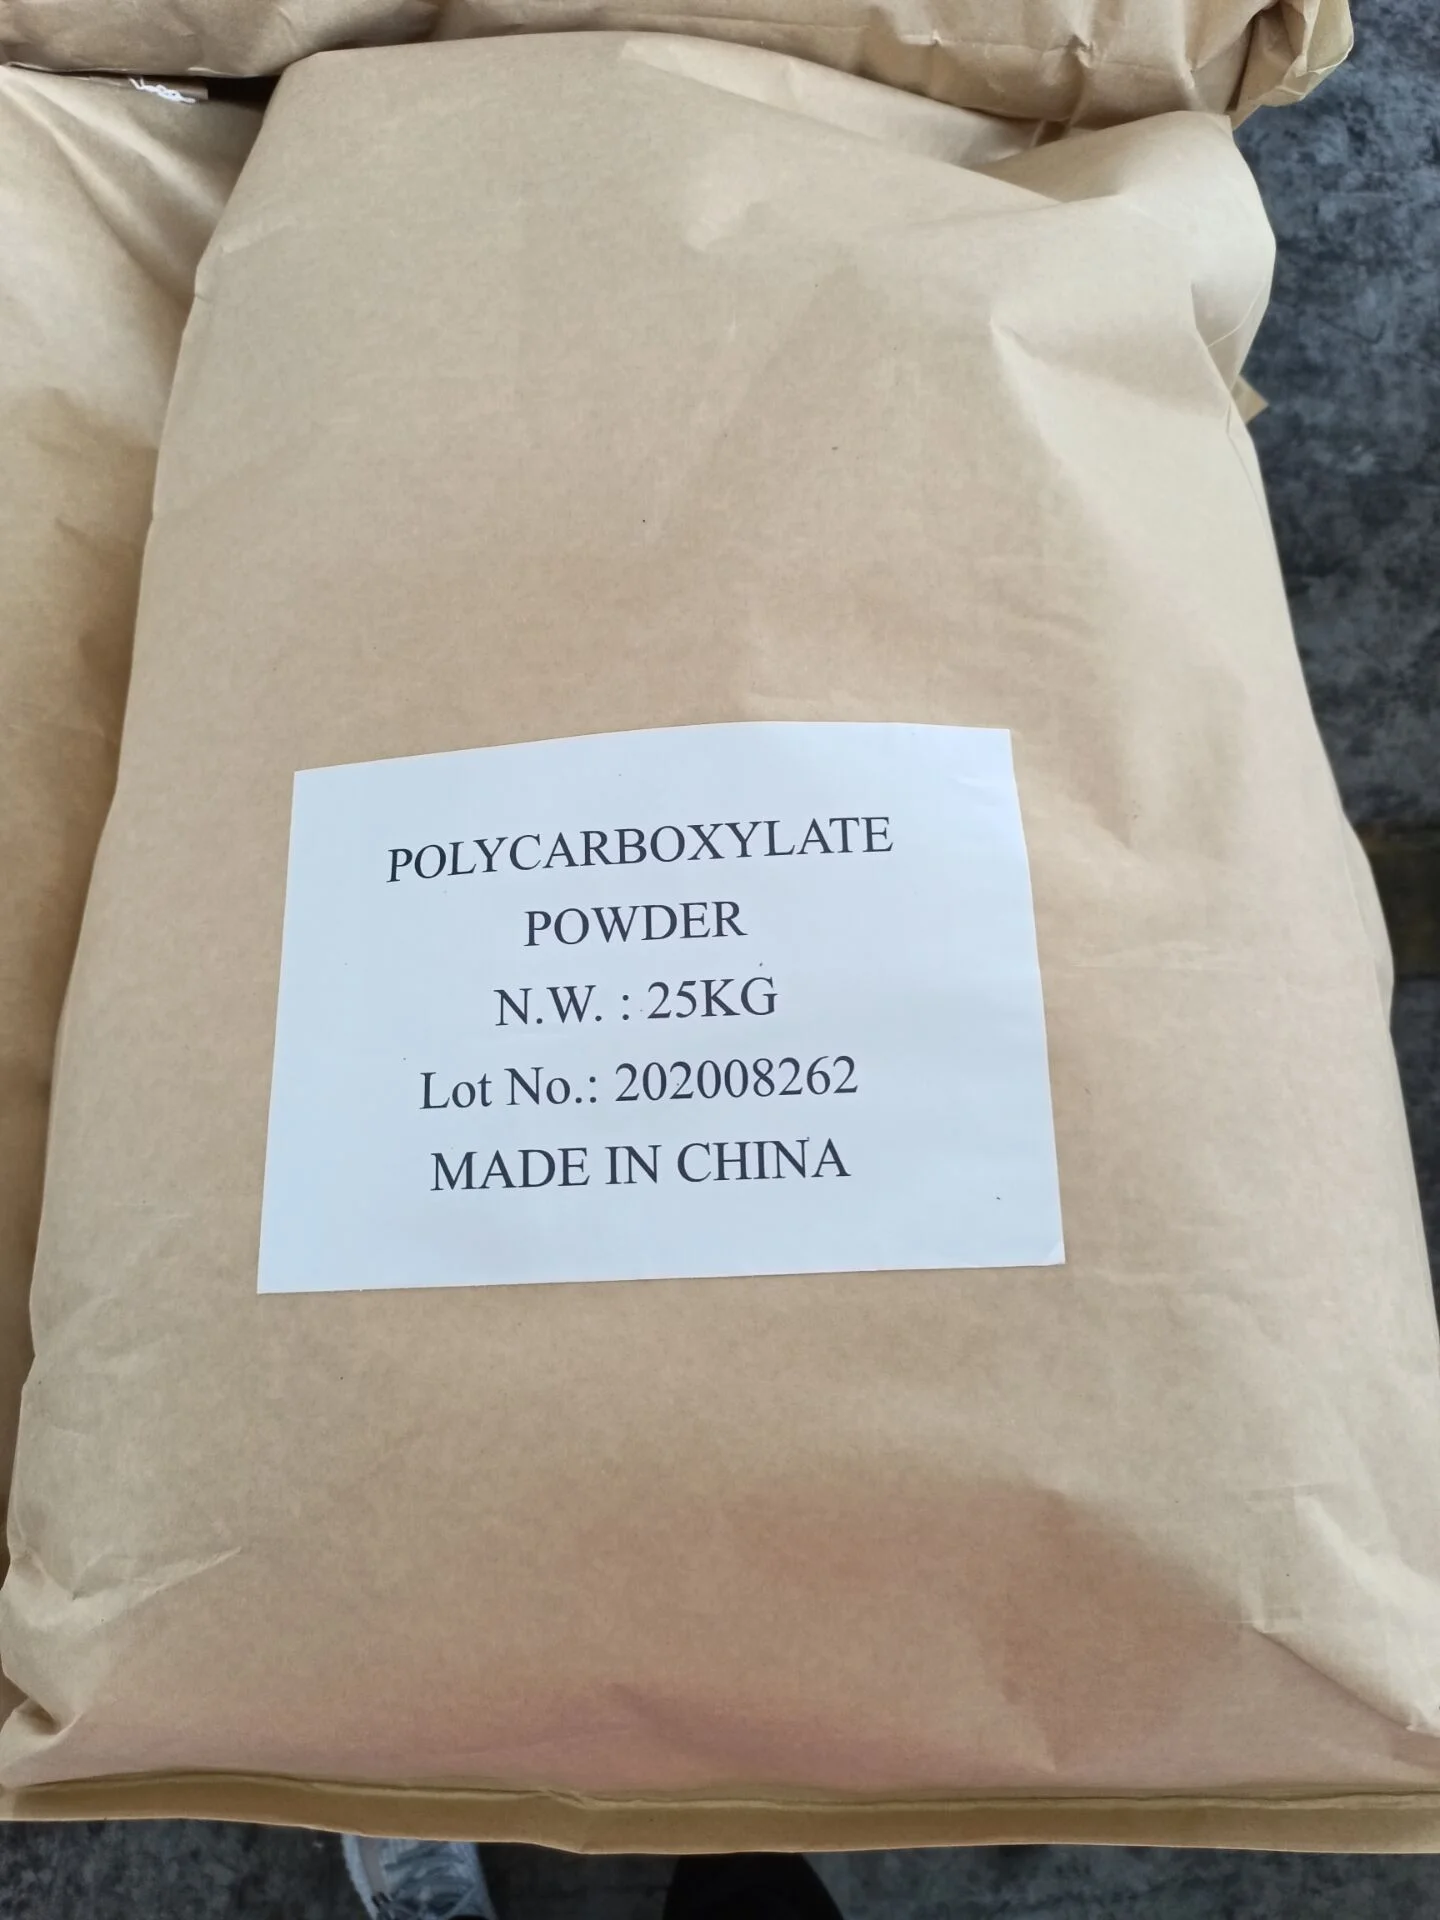 POLYCARBOXYLATE
POWDER
N.W. : 25KG
Lot No.: 202008262
MADE IN CHINA